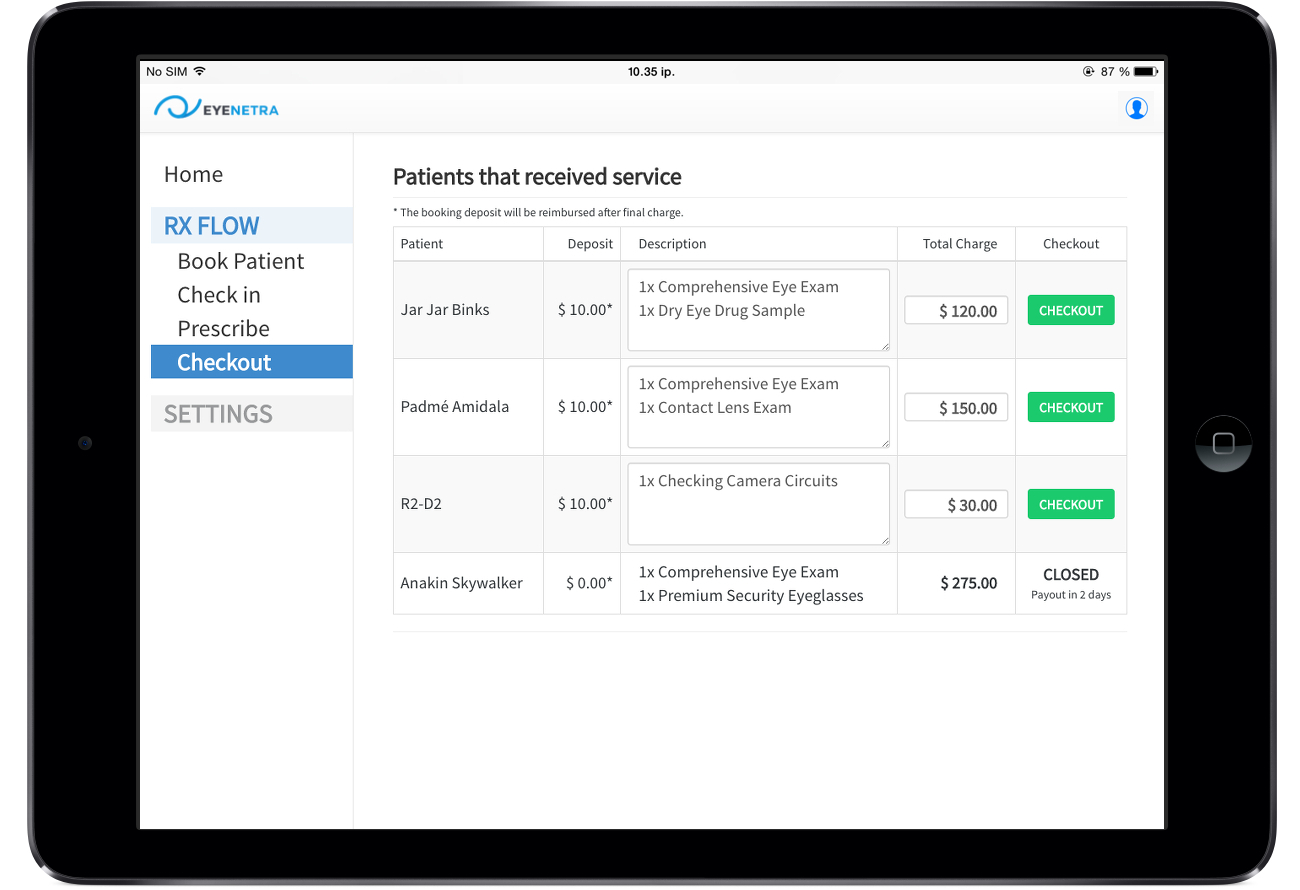 No SIM
10.35 ip.
87 %
EYENETRA
Home
RX FLOW
Book Patient
Check in
Prescribe
Checkout
SETTINGS
Patients that received service
* The booking deposit will be reimbursed after final charge.
Patient Deposit Description Total Charge Checkout
Jar Jar Binks $ 10.00* 1x Comprehensive Eye Exam
1x Dry Eye Drug Sample
$ 120.00 CHECKOUT
Padmé Amidala $ 10.00* 1x Comprehensive Eye Exam
1x Contact Lens Exam
$ 150.00 CHECKOUT
R2-D2 $ 10.00* 1x Checking Camera Circuits
$ 30.00 CHECKOUT
Anakin Skywalker $ 0.00* 1x Comprehensive Eye Exam
1x Premium Security Eyeglasses
$ 275.00 CLOSED
Payout in 2 days